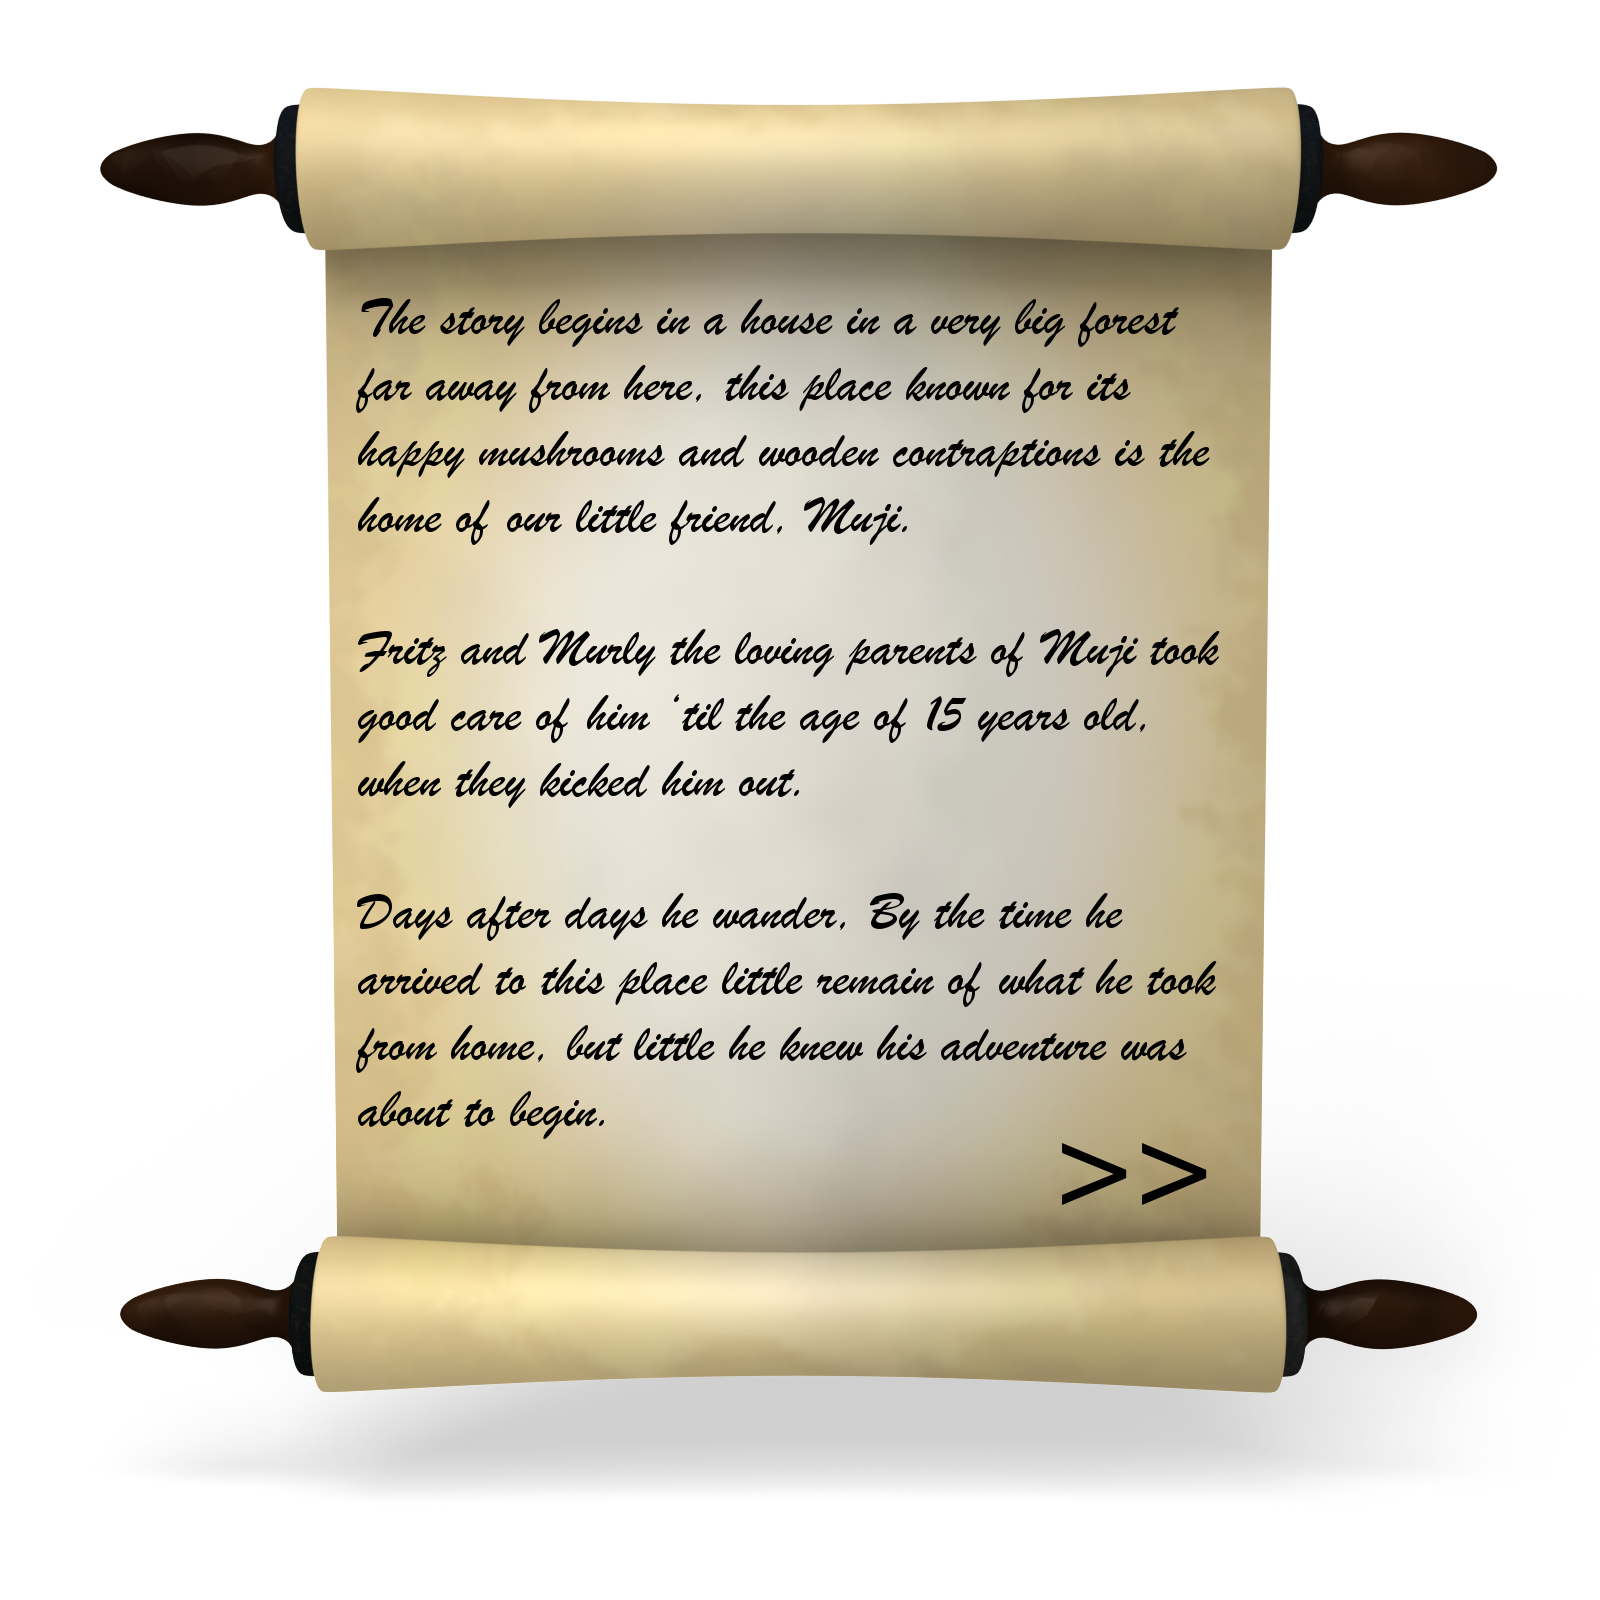 The story begins in a house in a very big forest
far away from here, this place known for its
happy mushrooms and wooden contraptions is the
home of our little friend, Muji.
Fritz and Murly the loving parents of Muji took
good care of him ‘til the age of 15 years old,
when they kicked him out.
Days after days he wander, By the time he
arrived to this place little remain of what he took
from home, but little he knew his adventure was
about to begin.
>>